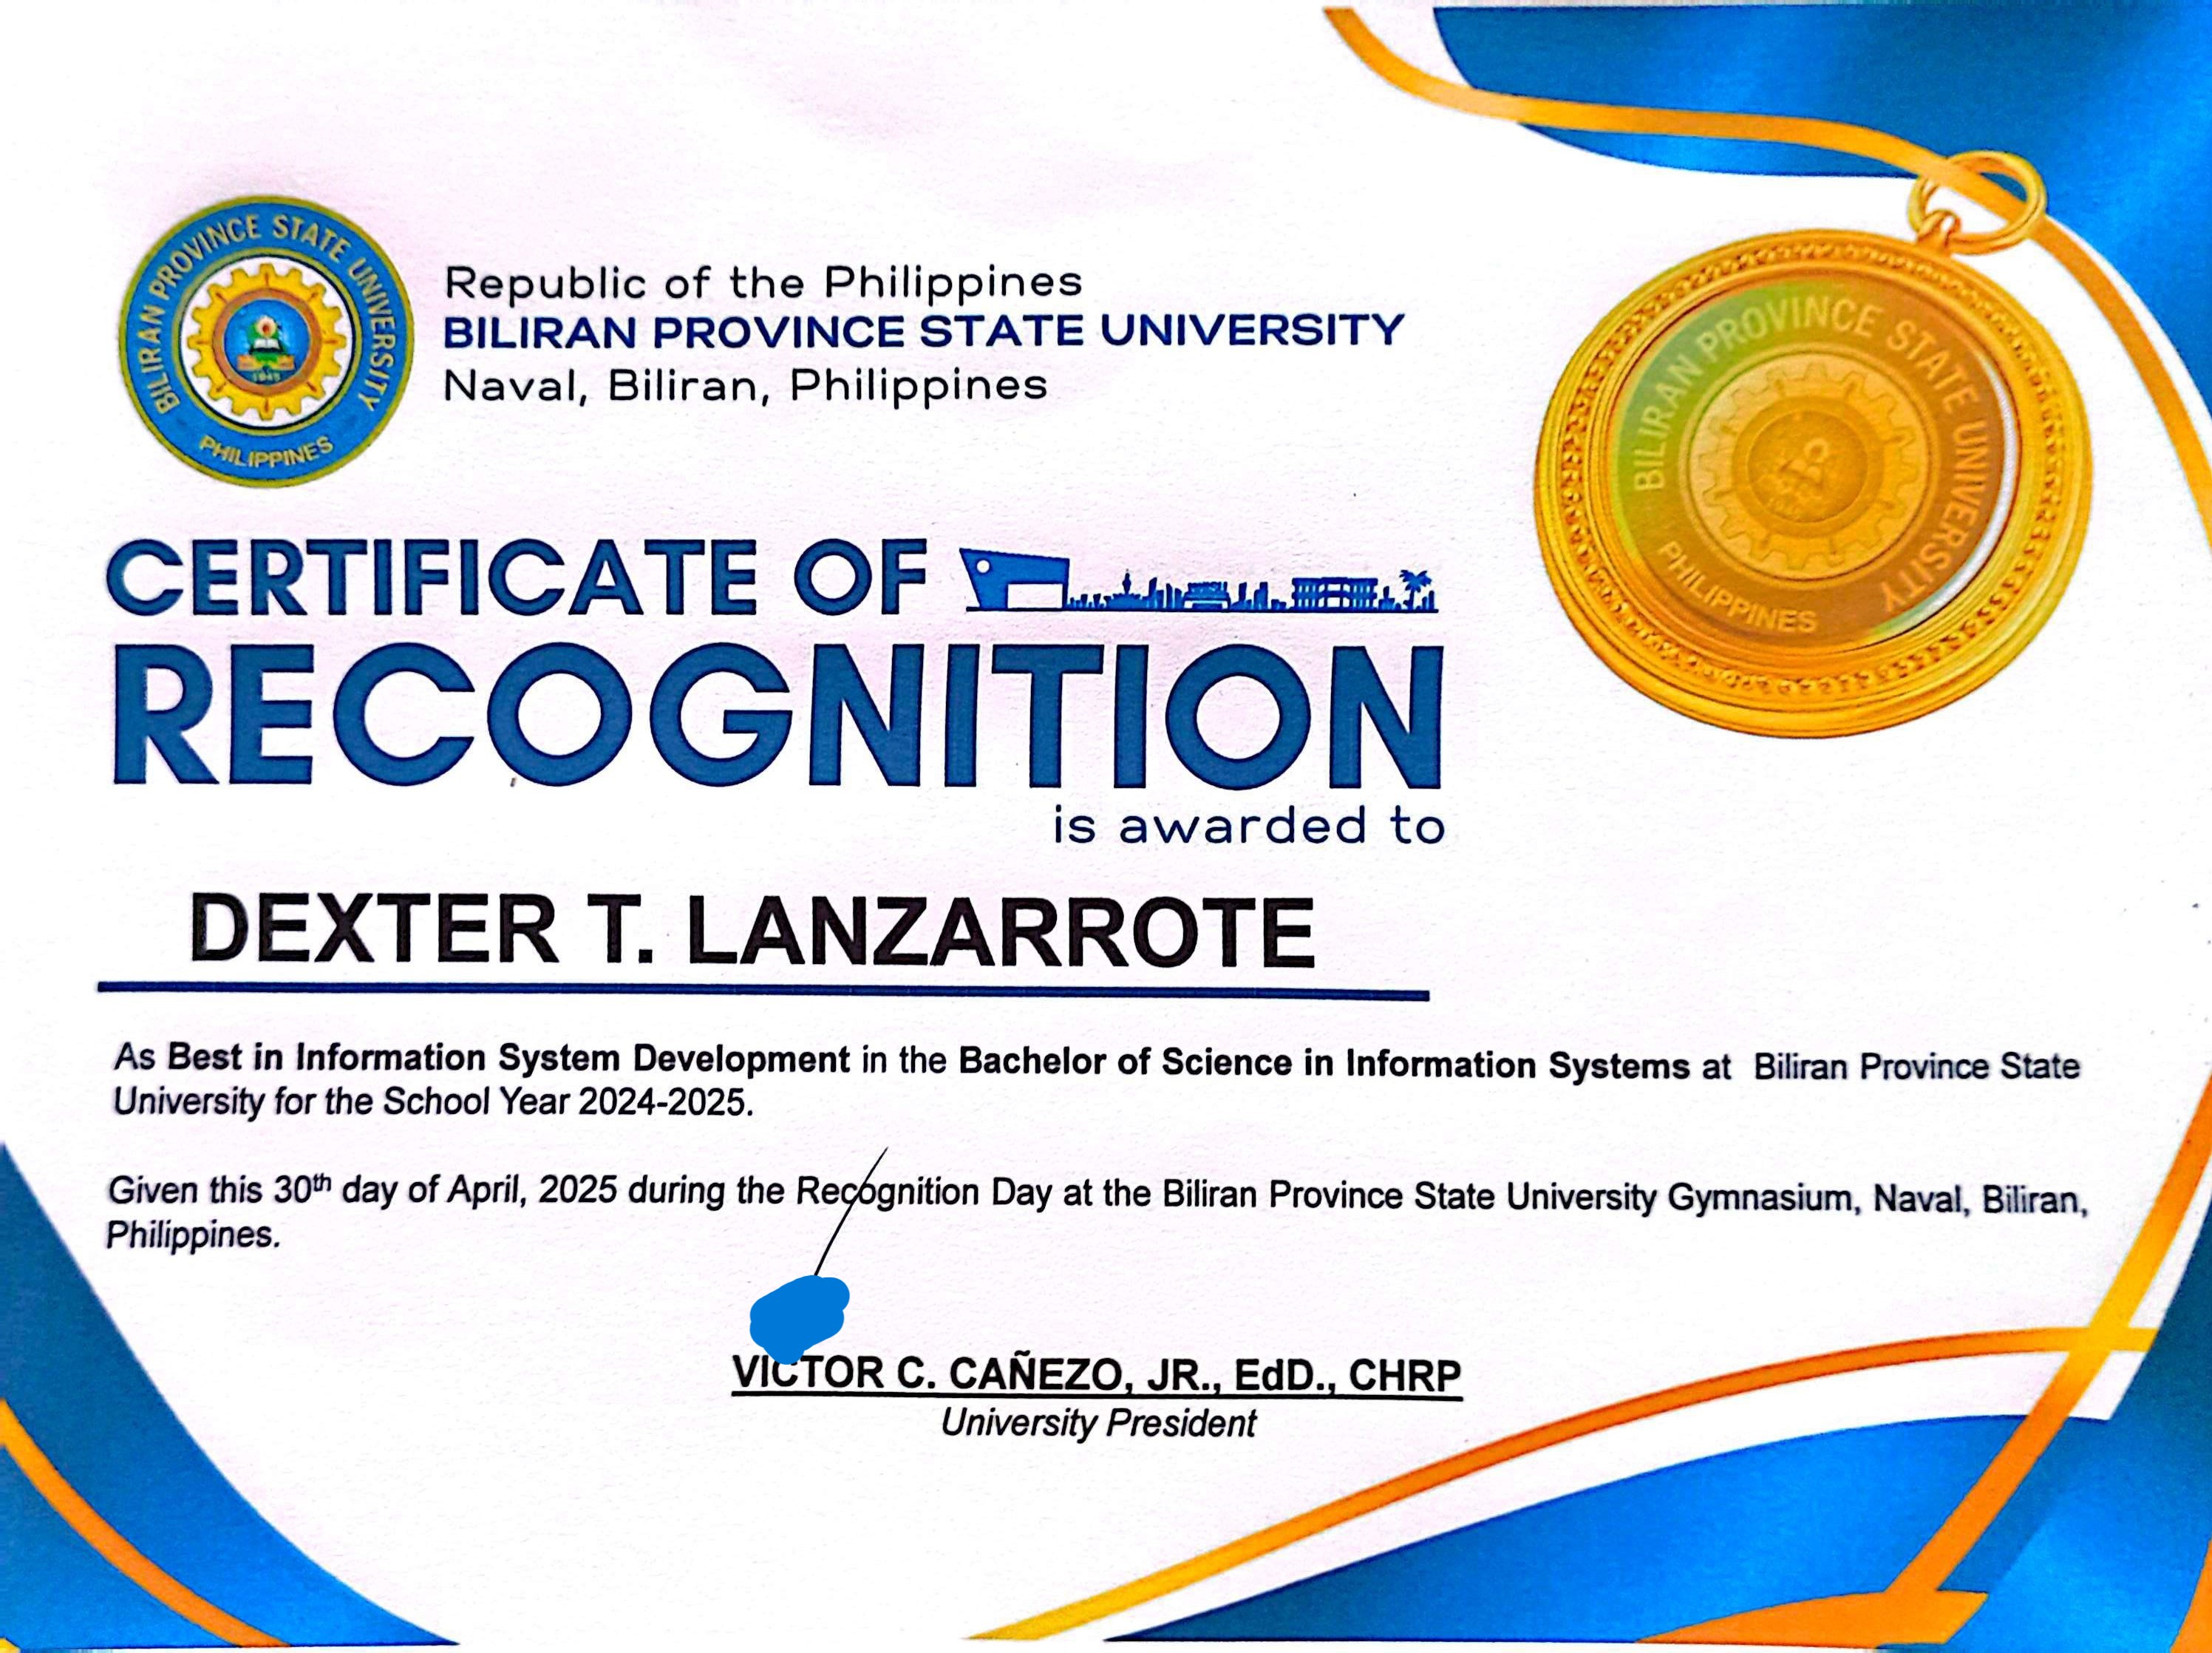 BILIRAN PROVINCE STATE UNIVERSITY
PHILIPPINES
1945
Republic of the Philippines
BILIRAN PROVINCE STATE UNIVERSITY
Naval, Biliran, Philippines
BILIRAN PROVINCE STATE UNIVERSITY
PHILIPPINES
CERTIFICATE OF
RECOGNITION
is awarded to
DEXTER T. LANZARROTE
As Best in Information System Development in the Bachelor of Science in Information Systems at Biliran Province State
University for the School Year 2024-2025.
Given this 30th day of April, 2025 during the Recognition Day at the Biliran Province State University Gymnasium, Naval, Biliran,
Philippines.
VICTOR C. CAÑEZO, JR., EdD., CHRP
University President